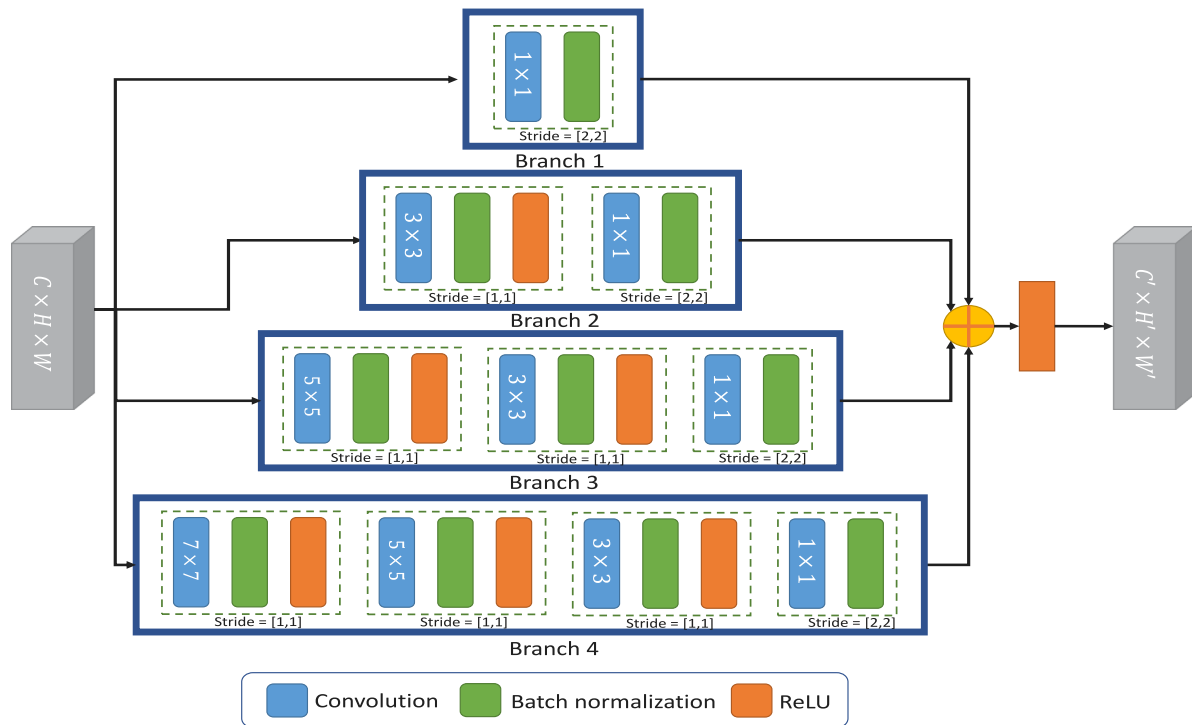 1 × 1
Stride = [2,2]
Branch 1
3 × 3
1 × 1
Stride = [1,1]
Stride = [2,2]
Branch 2
C × H × W
C' × H' × W'
5 × 5
3 × 3
1 × 1
Stride = [1,1]
Stride = [1,1]
Stride = [2,2]
Branch 3
7 × 7
5 × 5
3 × 3
1 × 1
Stride = [1,1]
Stride = [1,1]
Stride = [1,1]
Stride = [2,2]
Branch 4
Convolution
Batch normalization
ReLU